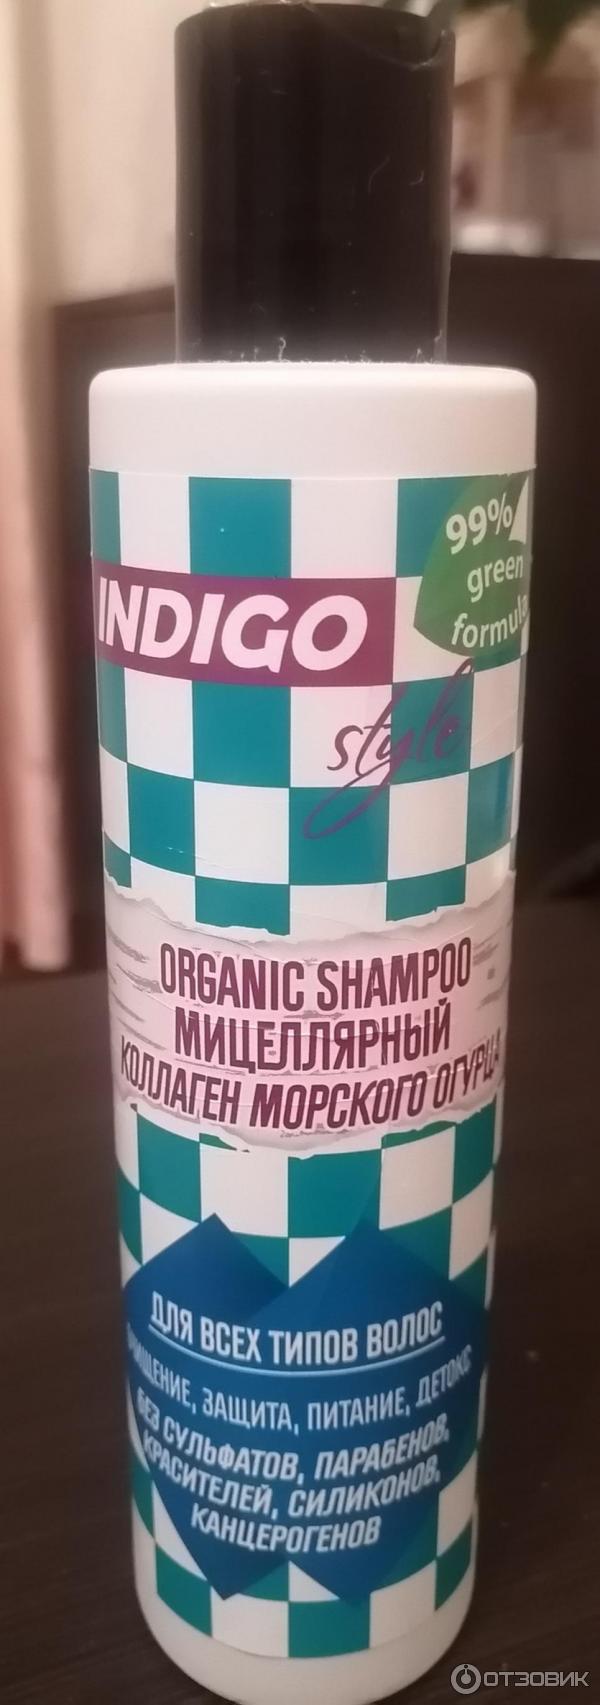 99%
green
formula
INDIGO
style
ORGANIC SHAMPOO
МИЦЕЛЛЯРНЫЙ
КОЛЛАГЕН МОРСКОГО ОГУРЦА
ДЛЯ ВСЕХ ТИПОВ ВОЛОС
ОЧИЩЕНИЕ, ЗАЩИТА, ПИТАНИЕ, ДЕТОКС
БЕЗ СУЛЬФАТОВ, ПАРАБЕНОВ,
КРАСИТЕЛЕЙ, СИЛИКОНОВ,
КАНЦЕРОГЕНОВ
ОТЗОВИК